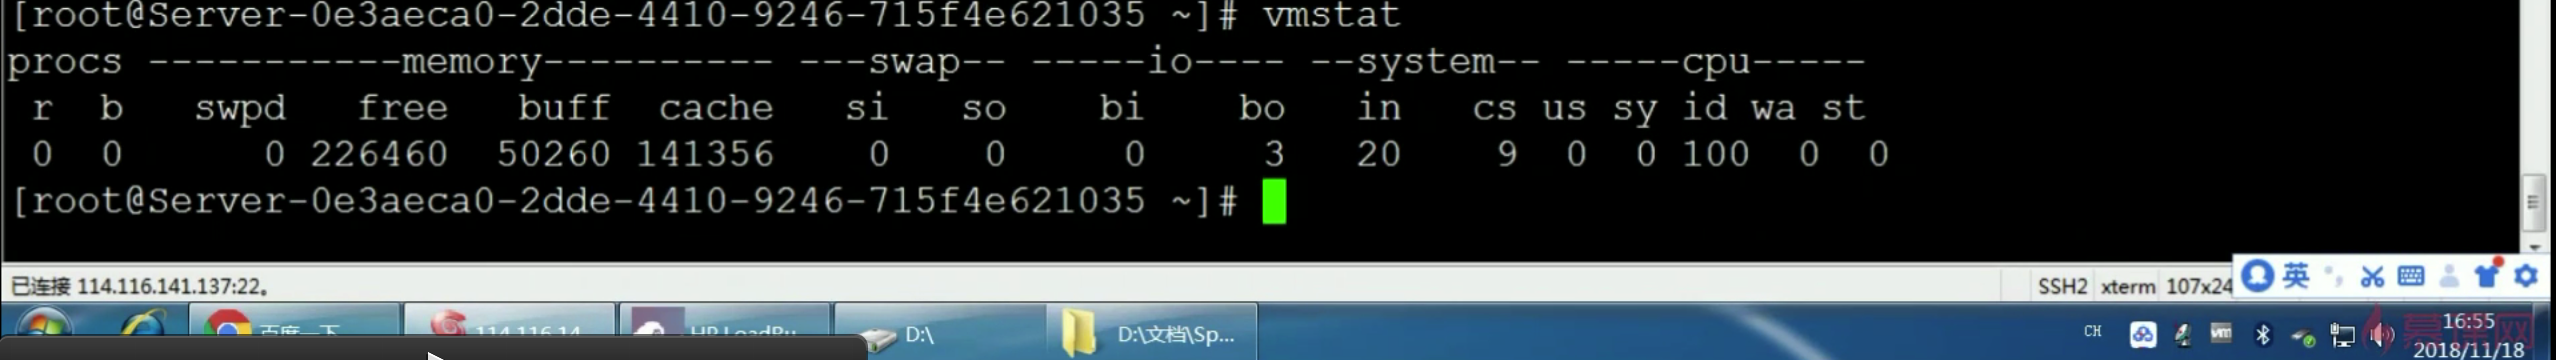 [root@Server-0e3aeca0-2dde-4410-9246-715f4e621035 ~]# vmstat
procs -----------memory---------- ---swap-- -----io---- --system-- -----cpu-----
r b swpd free buff cache si so bi bo in cs us sy id wa st
0 0 0 226460 50260 141356 0 0 0 3 20 9 0 0 100 0 0
[root@Server-0e3aeca0-2dde-4410-9246-715f4e621035 ~]#
已连接 114.116.141.137:22。
SSH2 xterm 107x24
英
百度一下 114.116.14 HP LoadRu D:\ D:\文档\Sp...
CH vm
慕课网
16:55
2018/11/18